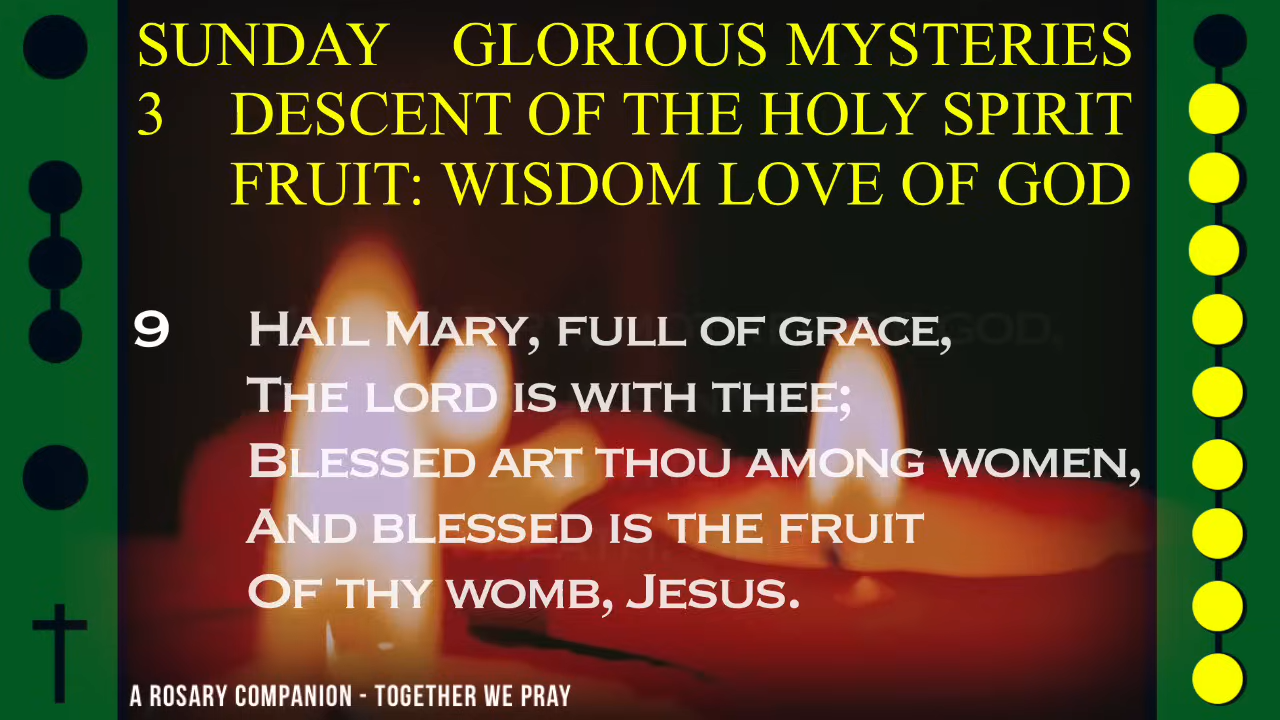 SUNDAY GLORIOUS MYSTERIES
3 DESCENT OF THE HOLY SPIRIT
FRUIT: WISDOM LOVE OF GOD
9 Hail Mary, full of grace,
The Lord is with thee;
Blessed art thou among women,
And blessed is the fruit
Of thy womb, Jesus.
A ROSARY COMPANION - TOGETHER WE PRAY